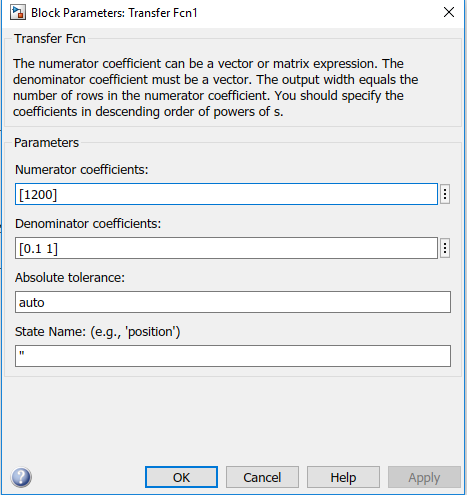 Block Parameters: Transfer Fcn1
Transfer Fcn
The numerator coefficient can be a vector or matrix expression. The
denominator coefficient must be a vector. The output width equals the
number of rows in the numerator coefficient. You should specify the
coefficients in descending order of powers of s.
Parameters
Numerator coefficients:
[1200]
Denominator coefficients:
[0.1 1]
Absolute tolerance:
auto
State Name: (e.g., 'position')
''
? OK Cancel Help Apply